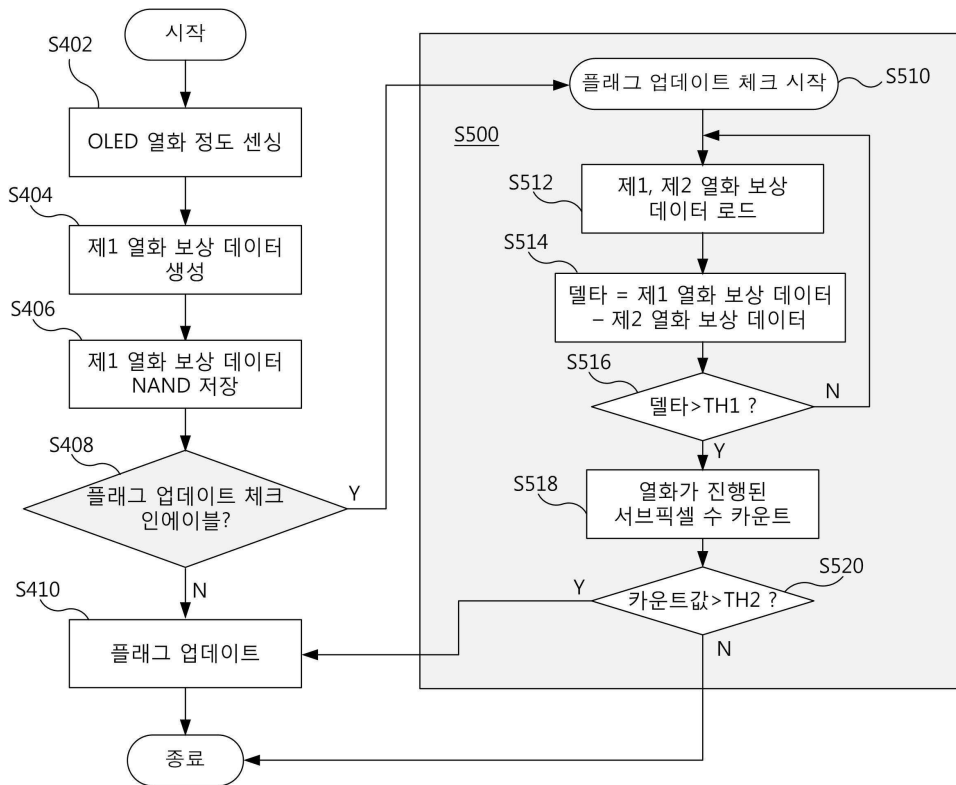 시작
S402
OLED 열화 정도 센싱
S404
제1 열화 보상 데이터
생성
S406
제1 열화 보상 데이터
NAND 저장
S408
플래그 업데이트 체크
인에이블?
Y
N
S410
플래그 업데이트
종료
S500
플래그 업데이트 체크 시작
S510
S512
제1, 제2 열화 보상
데이터 로드
S514
델타 = 제1 열화 보상 데이터
– 제2 열화 보상 데이터
S516
델타>TH1 ?
N
Y
S518
열화가 진행된
서브픽셀 수 카운트
S520
카운트값>TH2 ?
Y
N